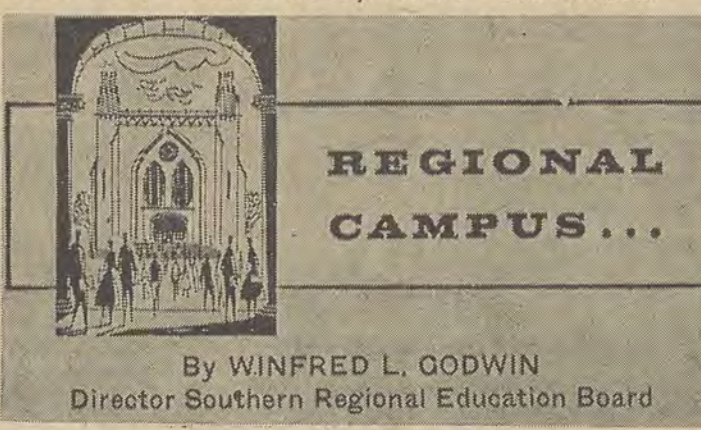 REGIONAL
CAMPUS...
By WINFRED L. GODWIN
Director Southern Regional Education Board